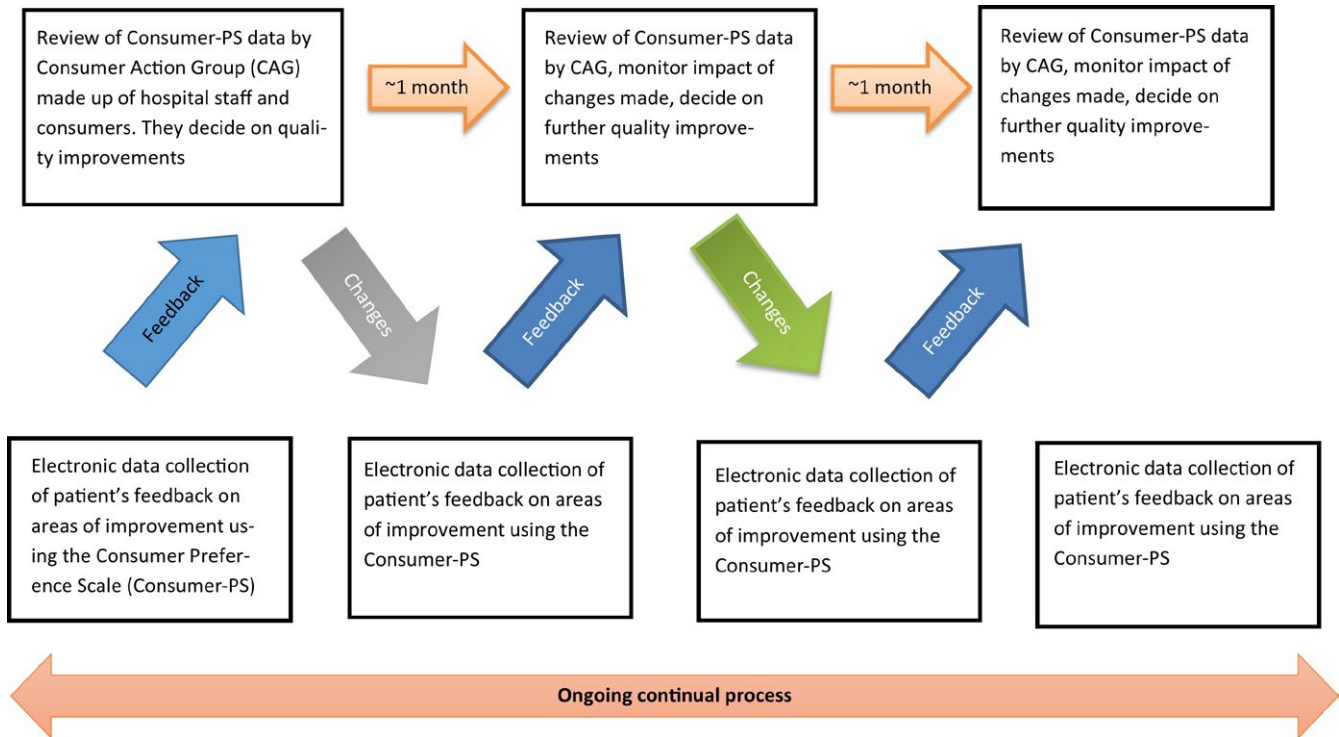 Review of Consumer-PS data by
Consumer Action Group (CAG)
made up of hospital staff and
consumers. They decide on quali-
ty improvements
~1 month
Review of Consumer-PS data
by CAG, monitor impact of
changes made, decide on
further quality improve-
ments
~1 month
Review of Consumer-PS data
by CAG, monitor impact of
changes made, decide on
further quality improve-
ments
Feedback
Changes
Feedback
Changes
Feedback
Electronic data collection
of patient’s feedback on
areas of improvement us-
ing the Consumer Prefer-
ence Scale (Consumer-PS)
Electronic data collection of
patient’s feedback on areas
of improvement using the
Consumer-PS
Electronic data collection of
patient’s feedback on areas
of improvement using the
Consumer-PS
Electronic data collection of
patient’s feedback on areas
of improvement using the
Consumer-PS
Ongoing continual process